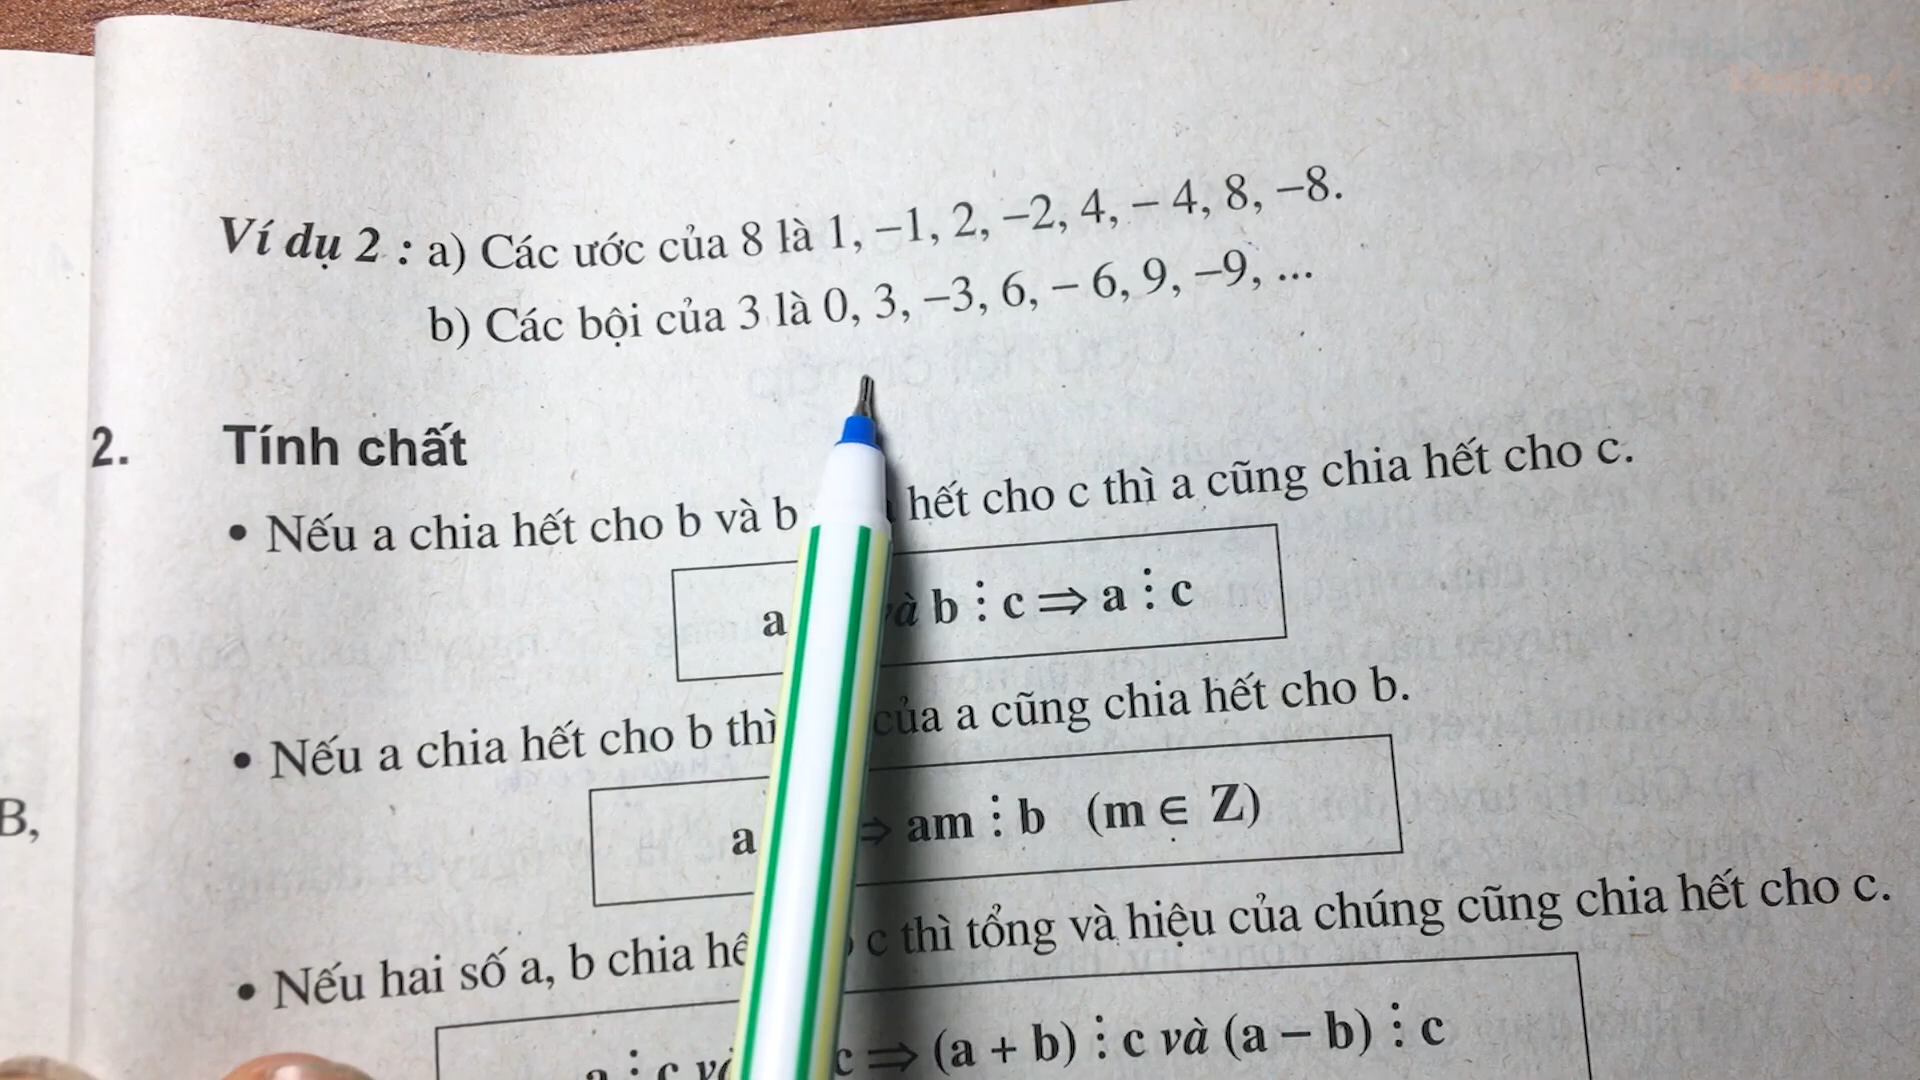 Ví dụ 2 : a) Các ước của 8 là 1, –1, 2, –2, 4, – 4, 8, –8.
b) Các bội của 3 là 0, 3, –3, 6, – 6, 9, –9, ...
2. Tính chất
• Nếu a chia hết cho b và b hết cho c thì a cũng chia hết cho c.
a và b ⋮ c ⇒ a ⋮ c
• Nếu a chia hết cho b thì của a cũng chia hết cho b.
a ⇒ am ⋮ b (m ∈ Z)
B,
• Nếu hai số a, b chia c thì tổng và hiệu của chúng cũng chia hết cho c.
a ⋮ c và c ⇒ (a + b) ⋮ c và (a – b) ⋮ c